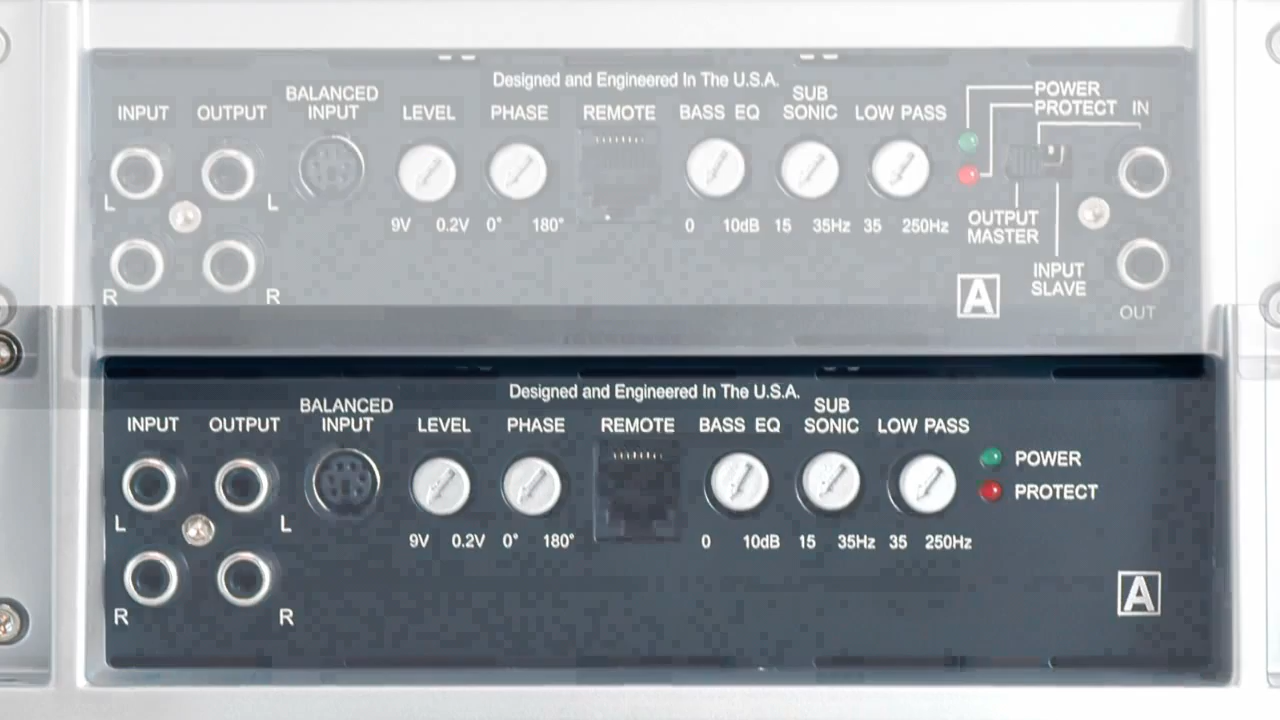 Designed and Engineered In The U.S.A.
INPUT OUTPUT BALANCED INPUT LEVEL PHASE REMOTE BASS EQ SUB SONIC LOW PASS POWER PROTECT IN
L L
9V 0.2V 0° 180° 0 10dB 15 35Hz 35 250Hz
OUTPUT MASTER
INPUT SLAVE
R R
A
OUT
Designed and Engineered In The U.S.A.
INPUT OUTPUT BALANCED INPUT LEVEL PHASE REMOTE BASS EQ SUB SONIC LOW PASS
POWER
PROTECT
L L
9V 0.2V 0° 180° 0 10dB 15 35Hz 35 250Hz
A
R R